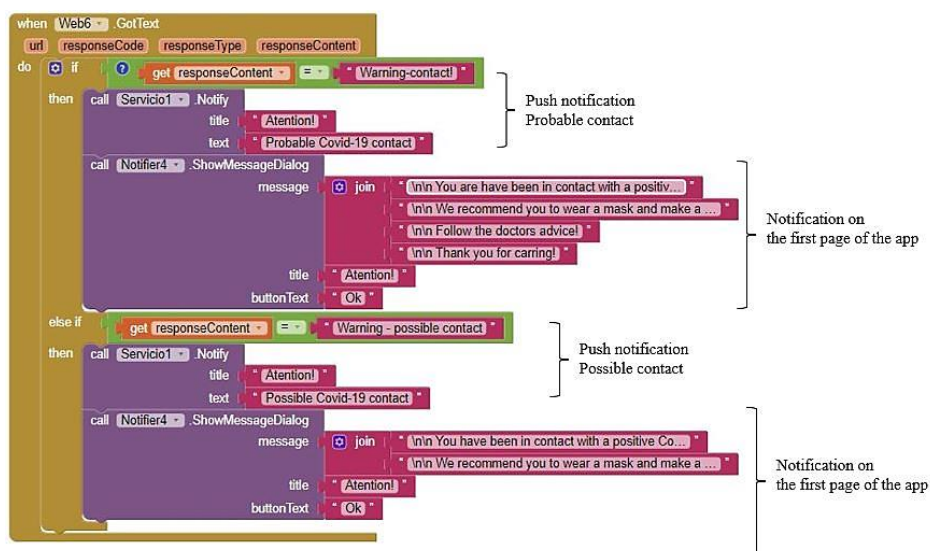 when Web6 .GotText
url responseCode responseType responseContent
do if get responseContent = " Warning-contact! "
then call Servicio1 .Notify
title " Atention! "
text " Probable Covid-19 contact "
Push notification
Probable contact
call Notifier4 .ShowMessageDialog
message join " \n\n You are have been in contact with a positiv... "
" \n\n We recommend you to wear a mask and make a ... "
" \n\n Follow the doctors advice! "
" \n\n Thank you for carring! "
title " Atention! "
buttonText " Ok "
Notification on
the first page of the app
else if get responseContent = " Warning - possible contact "
then call Servicio1 .Notify
title " Atention! "
text " Possible Covid-19 contact "
Push notification
Possible contact
call Notifier4 .ShowMessageDialog
message join " \n\n You have been in contact with a positive Co... "
" \n\n We recommend you to wear a mask and make a ... "
title " Atention! "
buttonText " Ok "
Notification on
the first page of the app